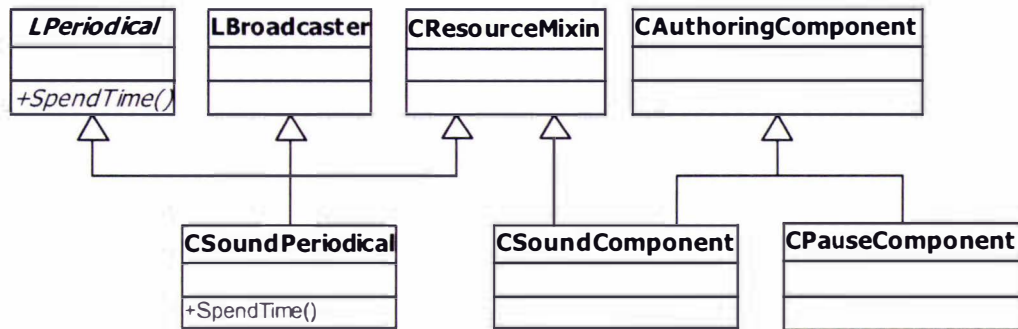 LPeriodical
+SpendTime()
LBroadcaster
CResourceMixin
CAuthoringComponent
CSoundPeriodical
+SpendTime()
CSoundComponent
CPauseComponent